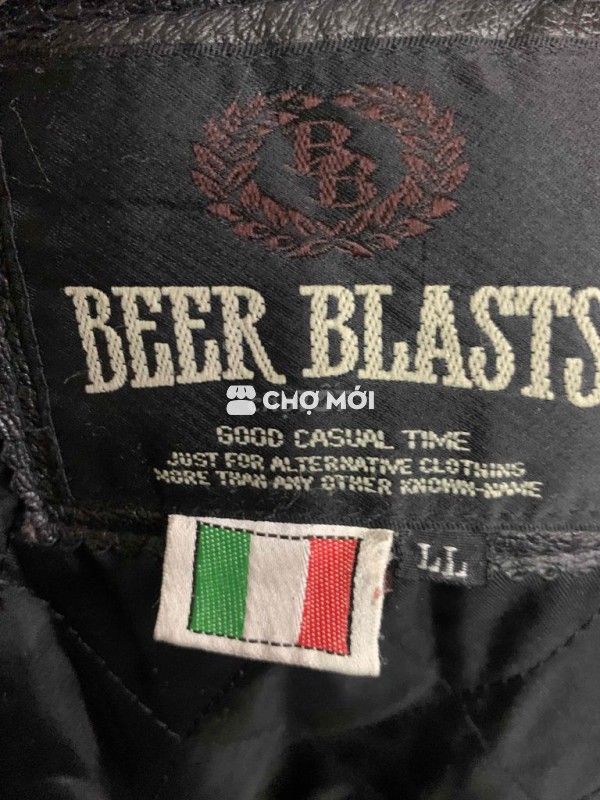 BB
BEER BLASTS
CHỢ MỚI
GOOD CASUAL TIME
JUST FOR ALTERNATIVE CLOTHING
MORE THAN ANY OTHER KNOWN-NAME
LL